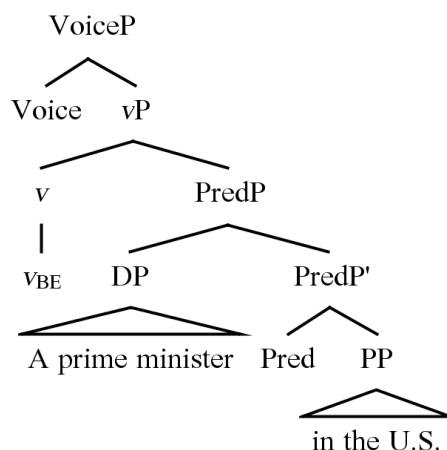 VoiceP
Voice vP
v PredP
vBE DP PredP'
A prime minister Pred PP
in the U.S.